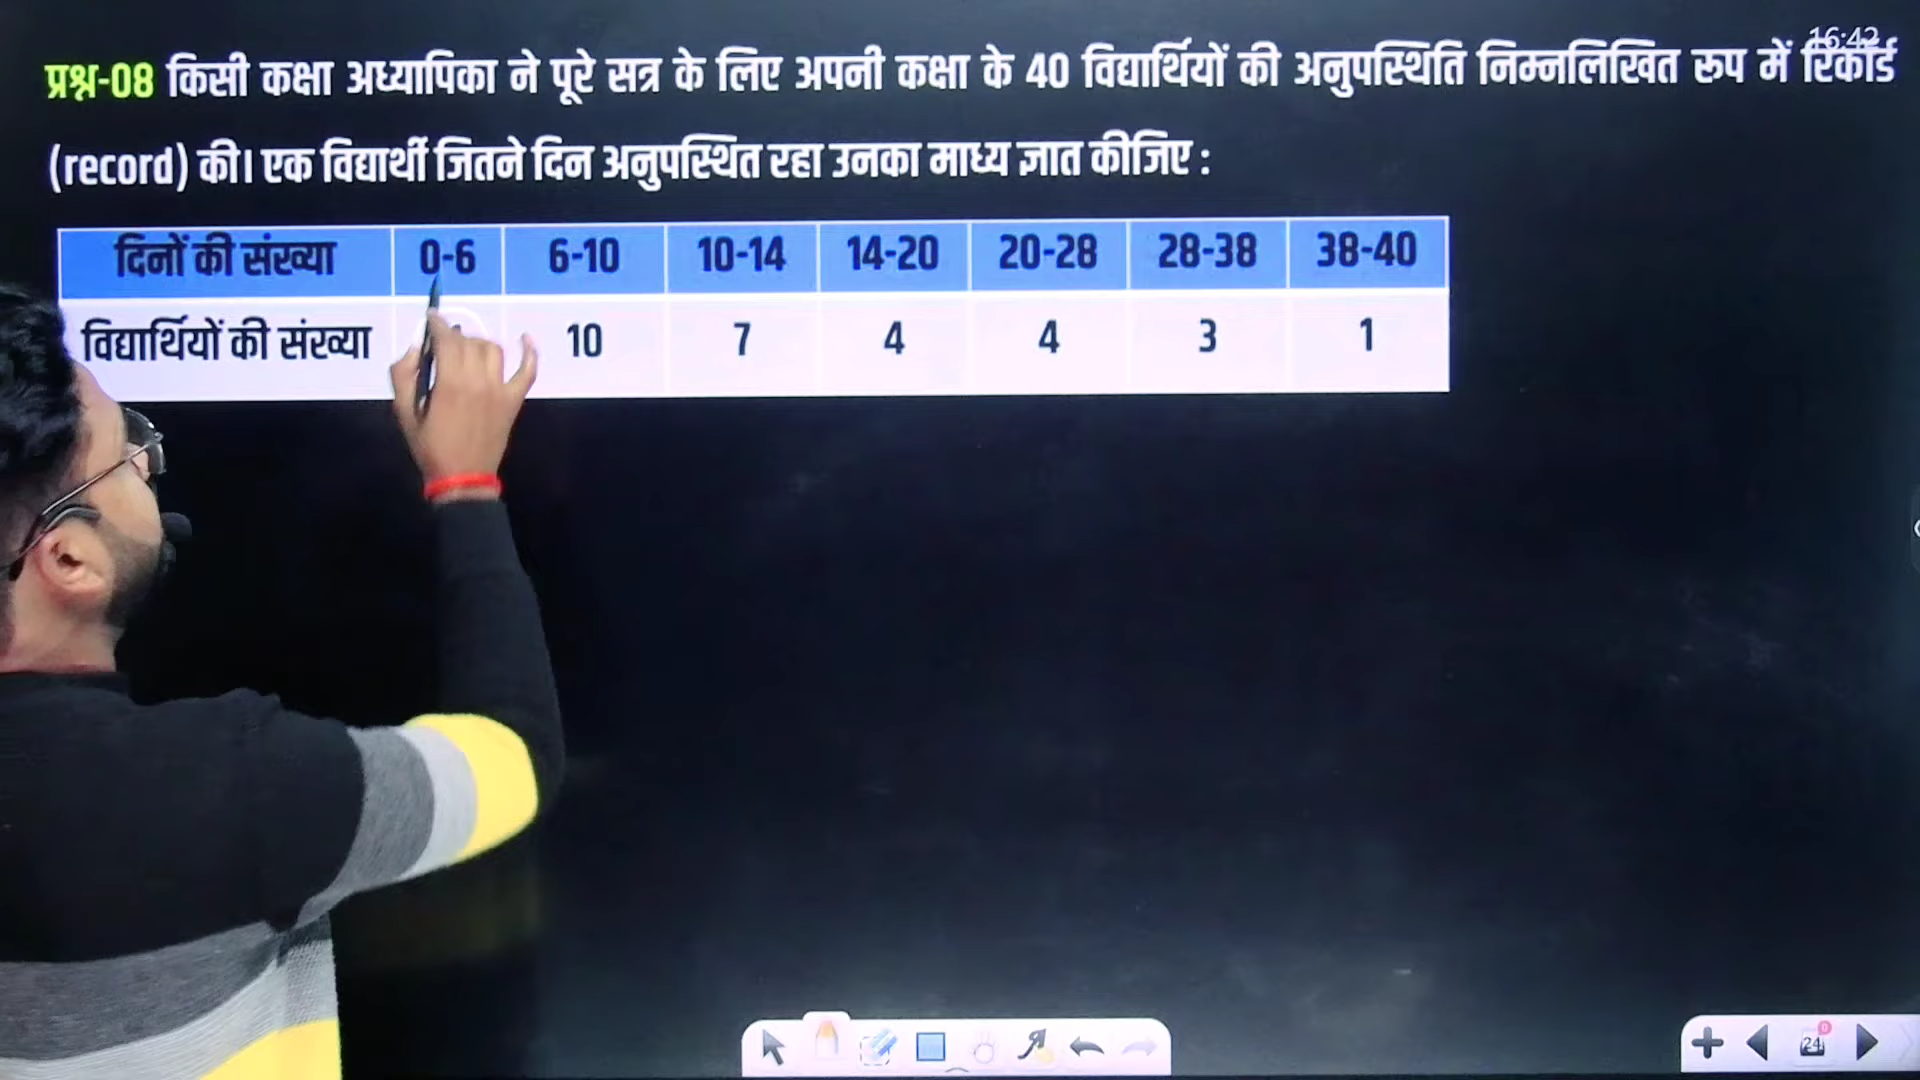 16:42
प्रश्न-08 किसी कक्षा अध्यापिका ने पूरे सत्र के लिए अपनी कक्षा के 40 विद्यार्थियों की अनुपस्थिति निम्नलिखित रूप में रिकॉर्ड
(record) की। एक विद्यार्थी जितने दिन अनुपस्थित रहा उनका माध्य ज्ञात कीजिए :
दिनों की संख्या 0-6 6-10 10-14 14-20 20-28 28-38 38-40
विद्यार्थियों की संख्या 10 7 4 4 3 1
0
24